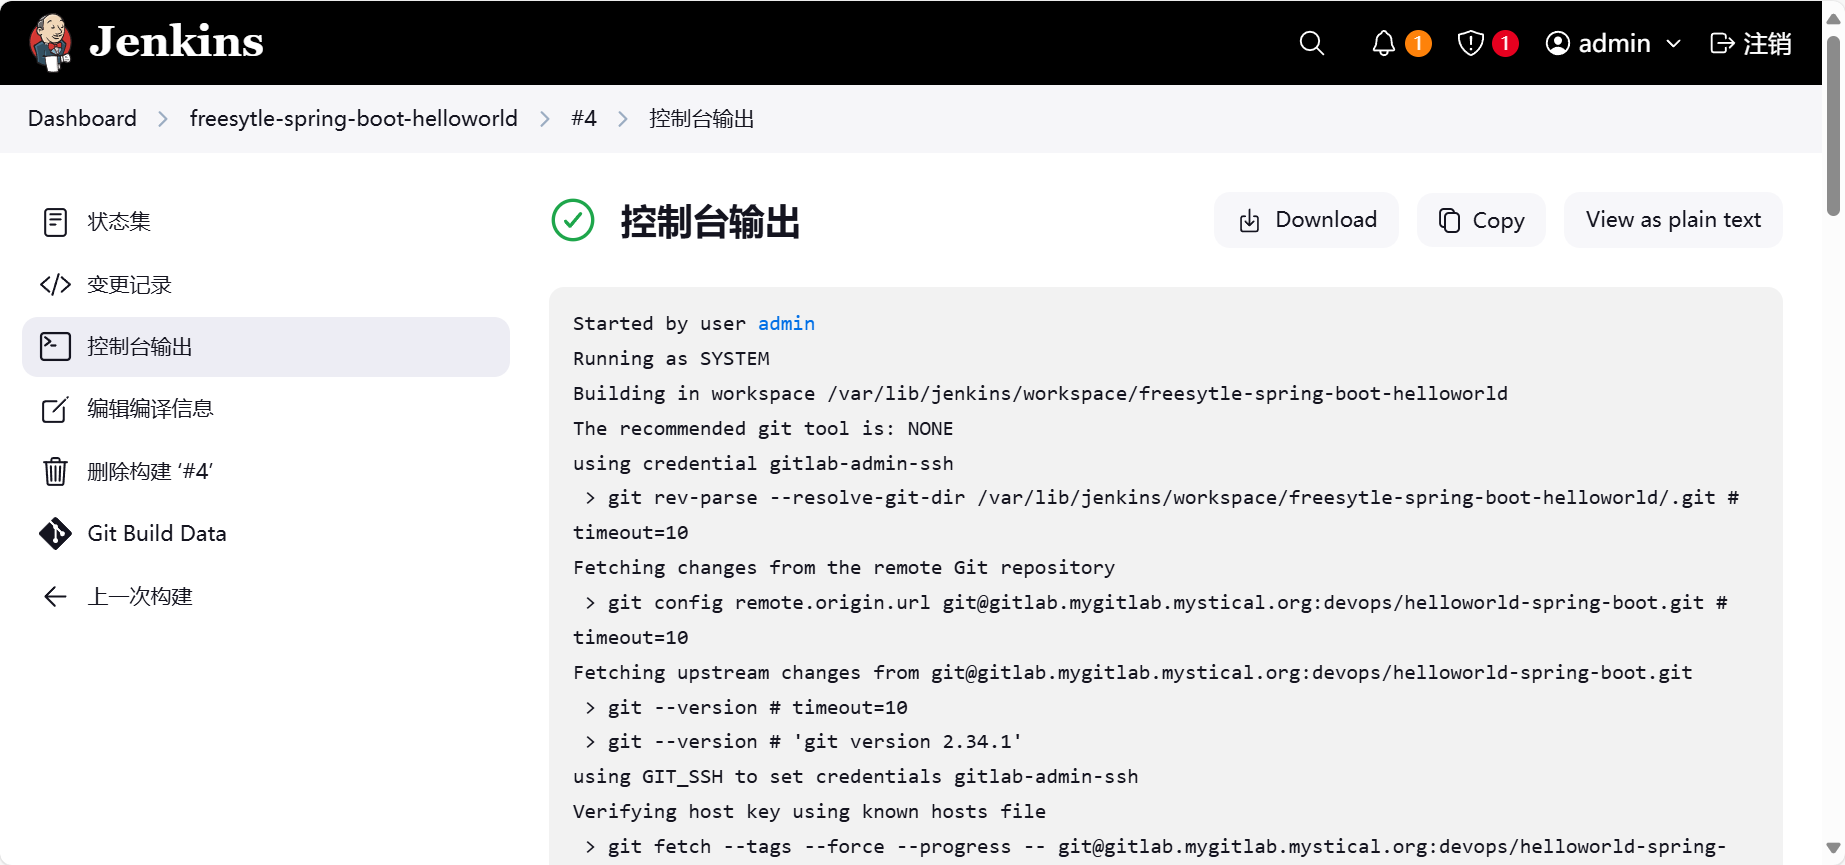 Jenkins
1
1
admin
注销
Dashboard
freesytle-spring-boot-helloworld
#4
控制台输出
状态集
变更记录
控制台输出
编辑编译信息
删除构建 ‘#4’
Git Build Data
上一次构建
控制台输出
Download
Copy
View as plain text
Started by user admin
Running as SYSTEM
Building in workspace /var/lib/jenkins/workspace/freesytle-spring-boot-helloworld
The recommended git tool is: NONE
using credential gitlab-admin-ssh
> git rev-parse --resolve-git-dir /var/lib/jenkins/workspace/freesytle-spring-boot-helloworld/.git #
timeout=10
Fetching changes from the remote Git repository
> git config remote.origin.url git@gitlab.mygitlab.mystical.org:devops/helloworld-spring-boot.git #
timeout=10
Fetching upstream changes from git@gitlab.mygitlab.mystical.org:devops/helloworld-spring-boot.git
> git --version # timeout=10
> git --version # 'git version 2.34.1'
using GIT_SSH to set credentials gitlab-admin-ssh
Verifying host key using known hosts file
> git fetch --tags --force --progress -- git@gitlab.mygitlab.mystical.org:devops/helloworld-spring-